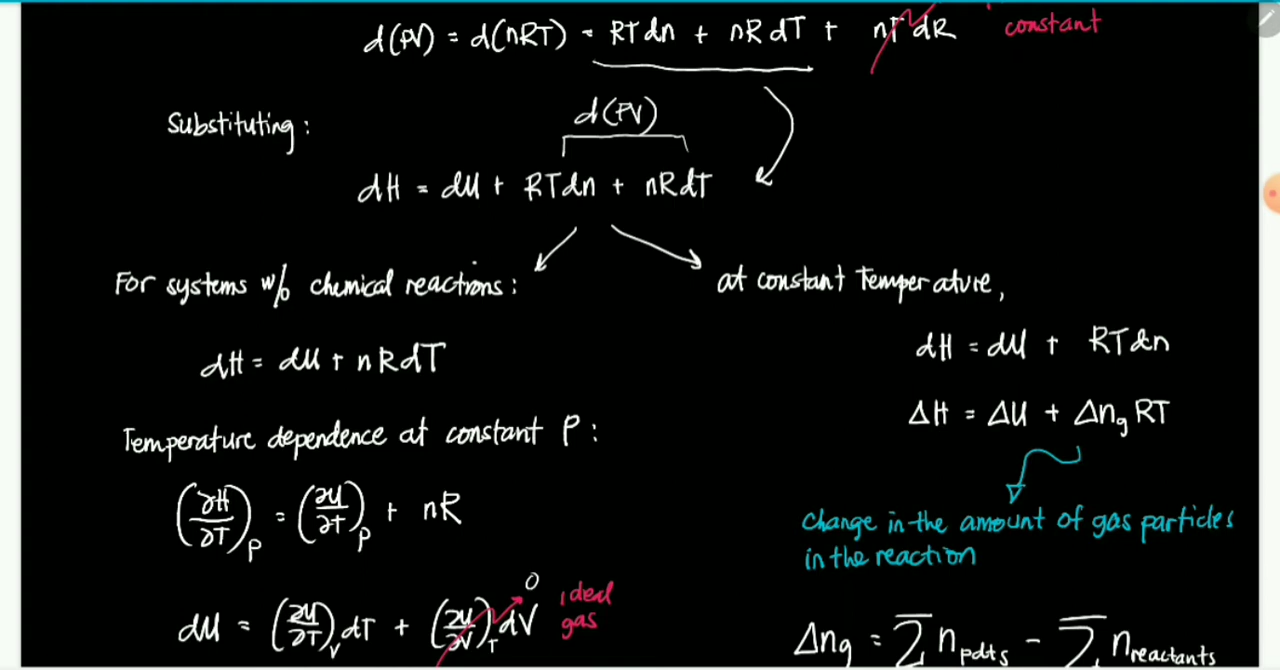 d(PV) = d(nRT) = RTdn + nRdT + nTdR constant
Substituting:
d(PV)
dH = dU + RTdn + nRdT
For systems w/o chemical reactions:
dH = dU + nRdT
Temperature dependence at constant P:
(∂H/∂T)_P = (∂U/∂T)_P + nR
dU = (∂U/∂T)_V dT + (∂U/∂V)_T dV 0 ideal gas
at constant temperature,
dH = dU + RTdn
ΔH = ΔU + Δn_g RT
change in the amount of gas particles
in the reaction
Δn_g = Σ n_pdts - Σ n_reactants